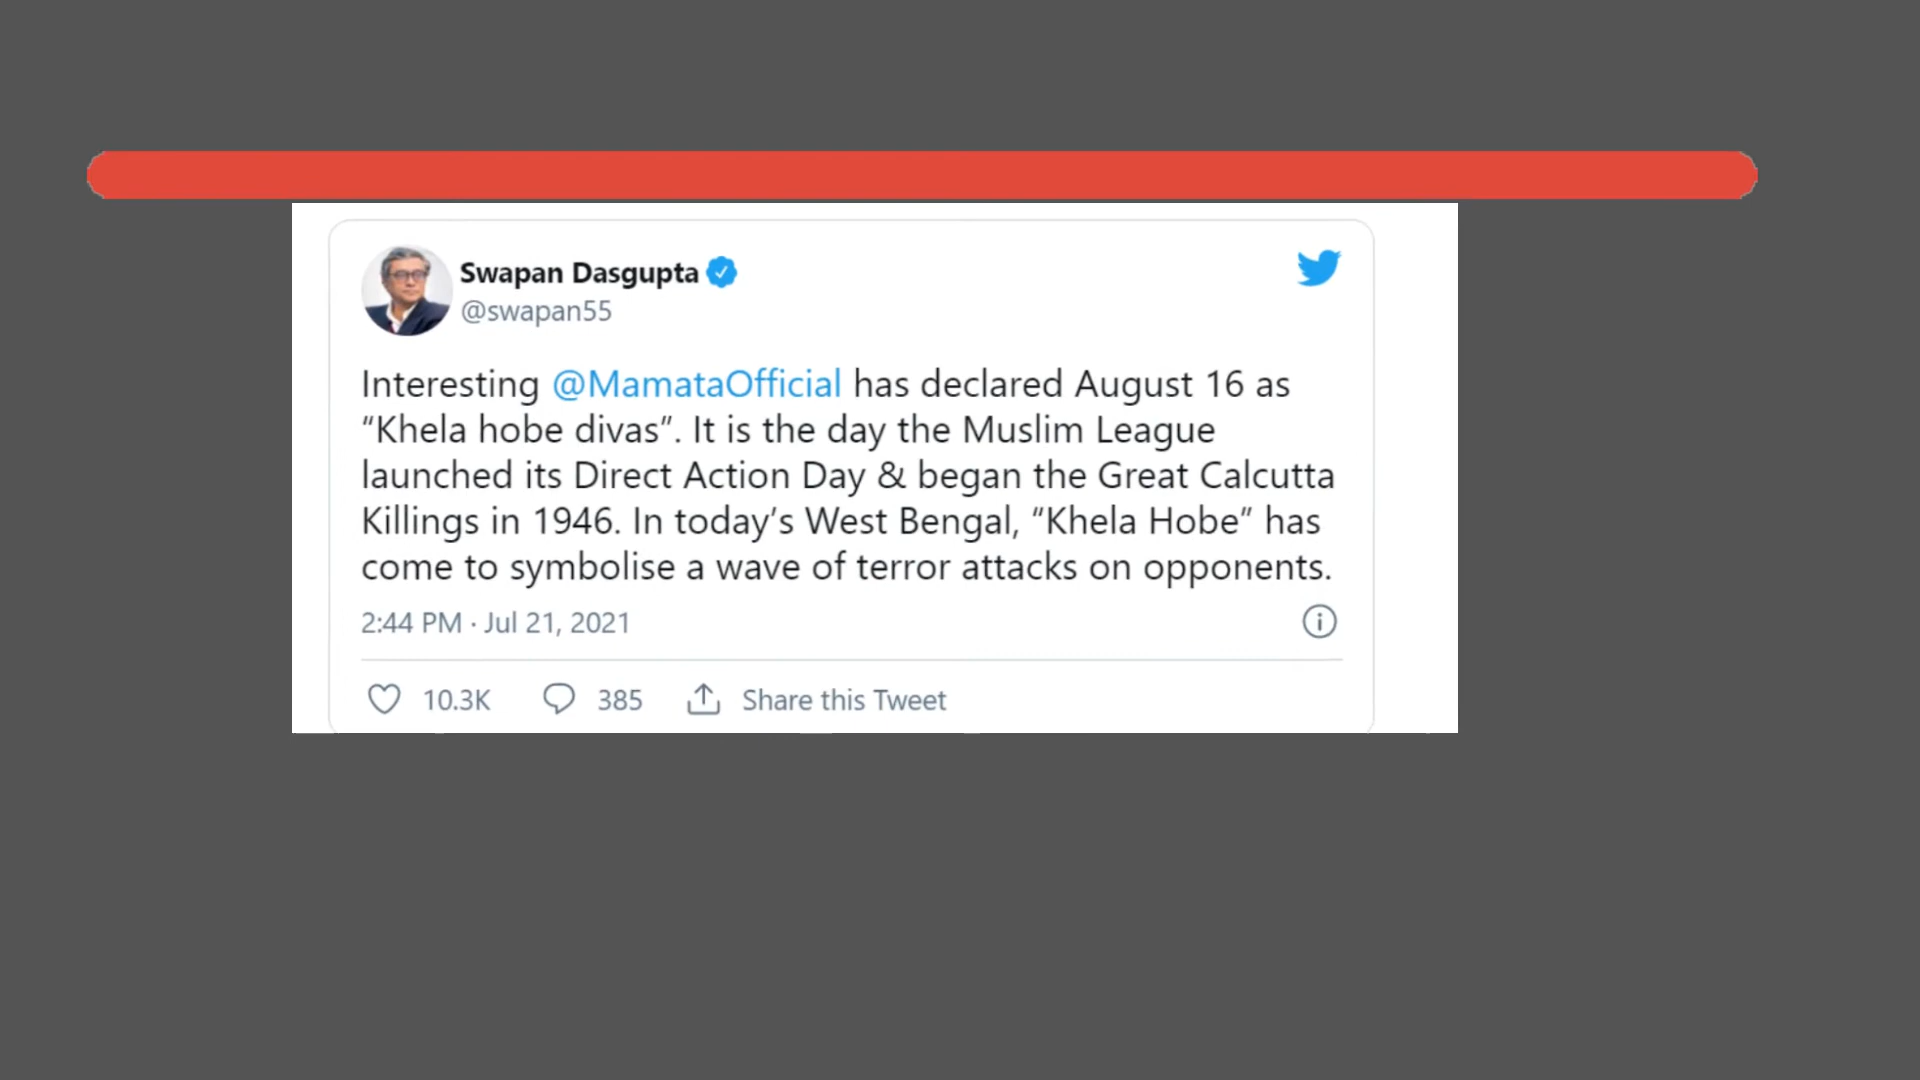 Swapan Dasgupta
@swapan55
Interesting @MamataOfficial has declared August 16 as
“Khela hobe divas”. It is the day the Muslim League
launched its Direct Action Day & began the Great Calcutta
Killings in 1946. In today’s West Bengal, “Khela Hobe” has
come to symbolise a wave of terror attacks on opponents.
2:44 PM · Jul 21, 2021
10.3K 385 Share this Tweet